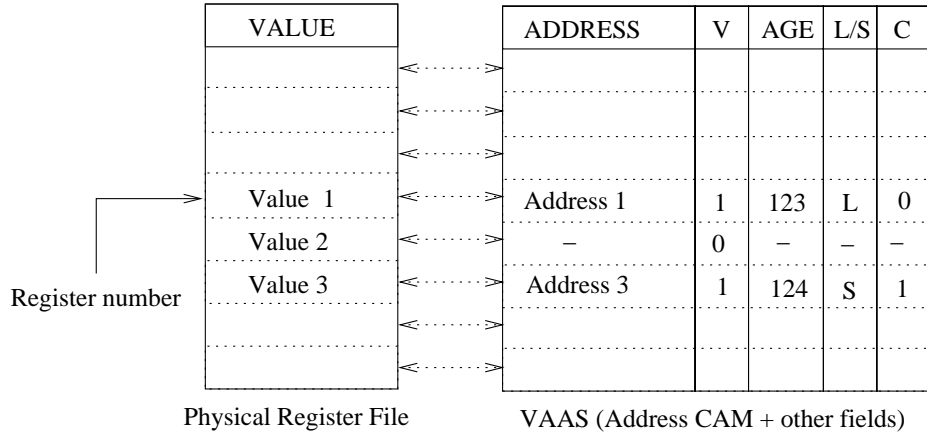 VALUE ADDRESS V AGE L/S C
Value 1 Address 1 1 123 L 0
Value 2 – 0 – – –
Value 3 Address 3 1 124 S 1
Register number
Physical Register File VAAS (Address CAM + other fields)